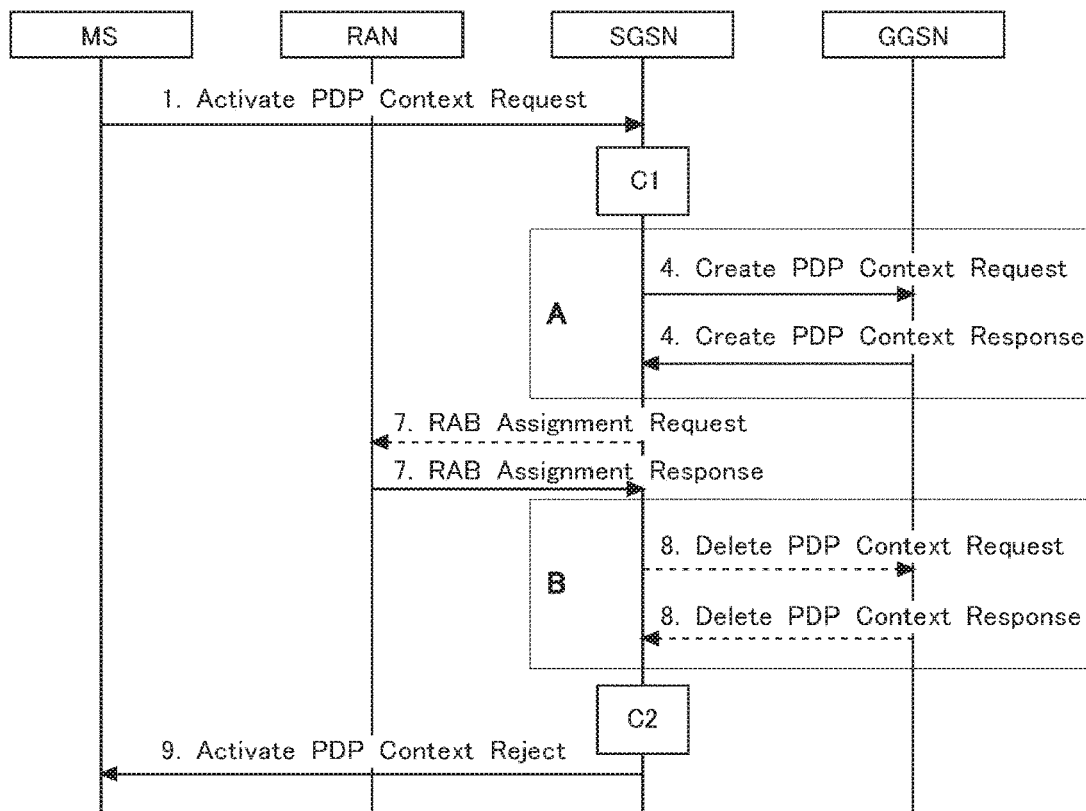 MS
RAN
SGSN
GGSN
1. Activate PDP Context Request
C1
4. Create PDP Context Request
A
4. Create PDP Context Response
7. RAB Assignment Request
7. RAB Assignment Response
8. Delete PDP Context Request
B
8. Delete PDP Context Response
C2
9. Activate PDP Context Reject